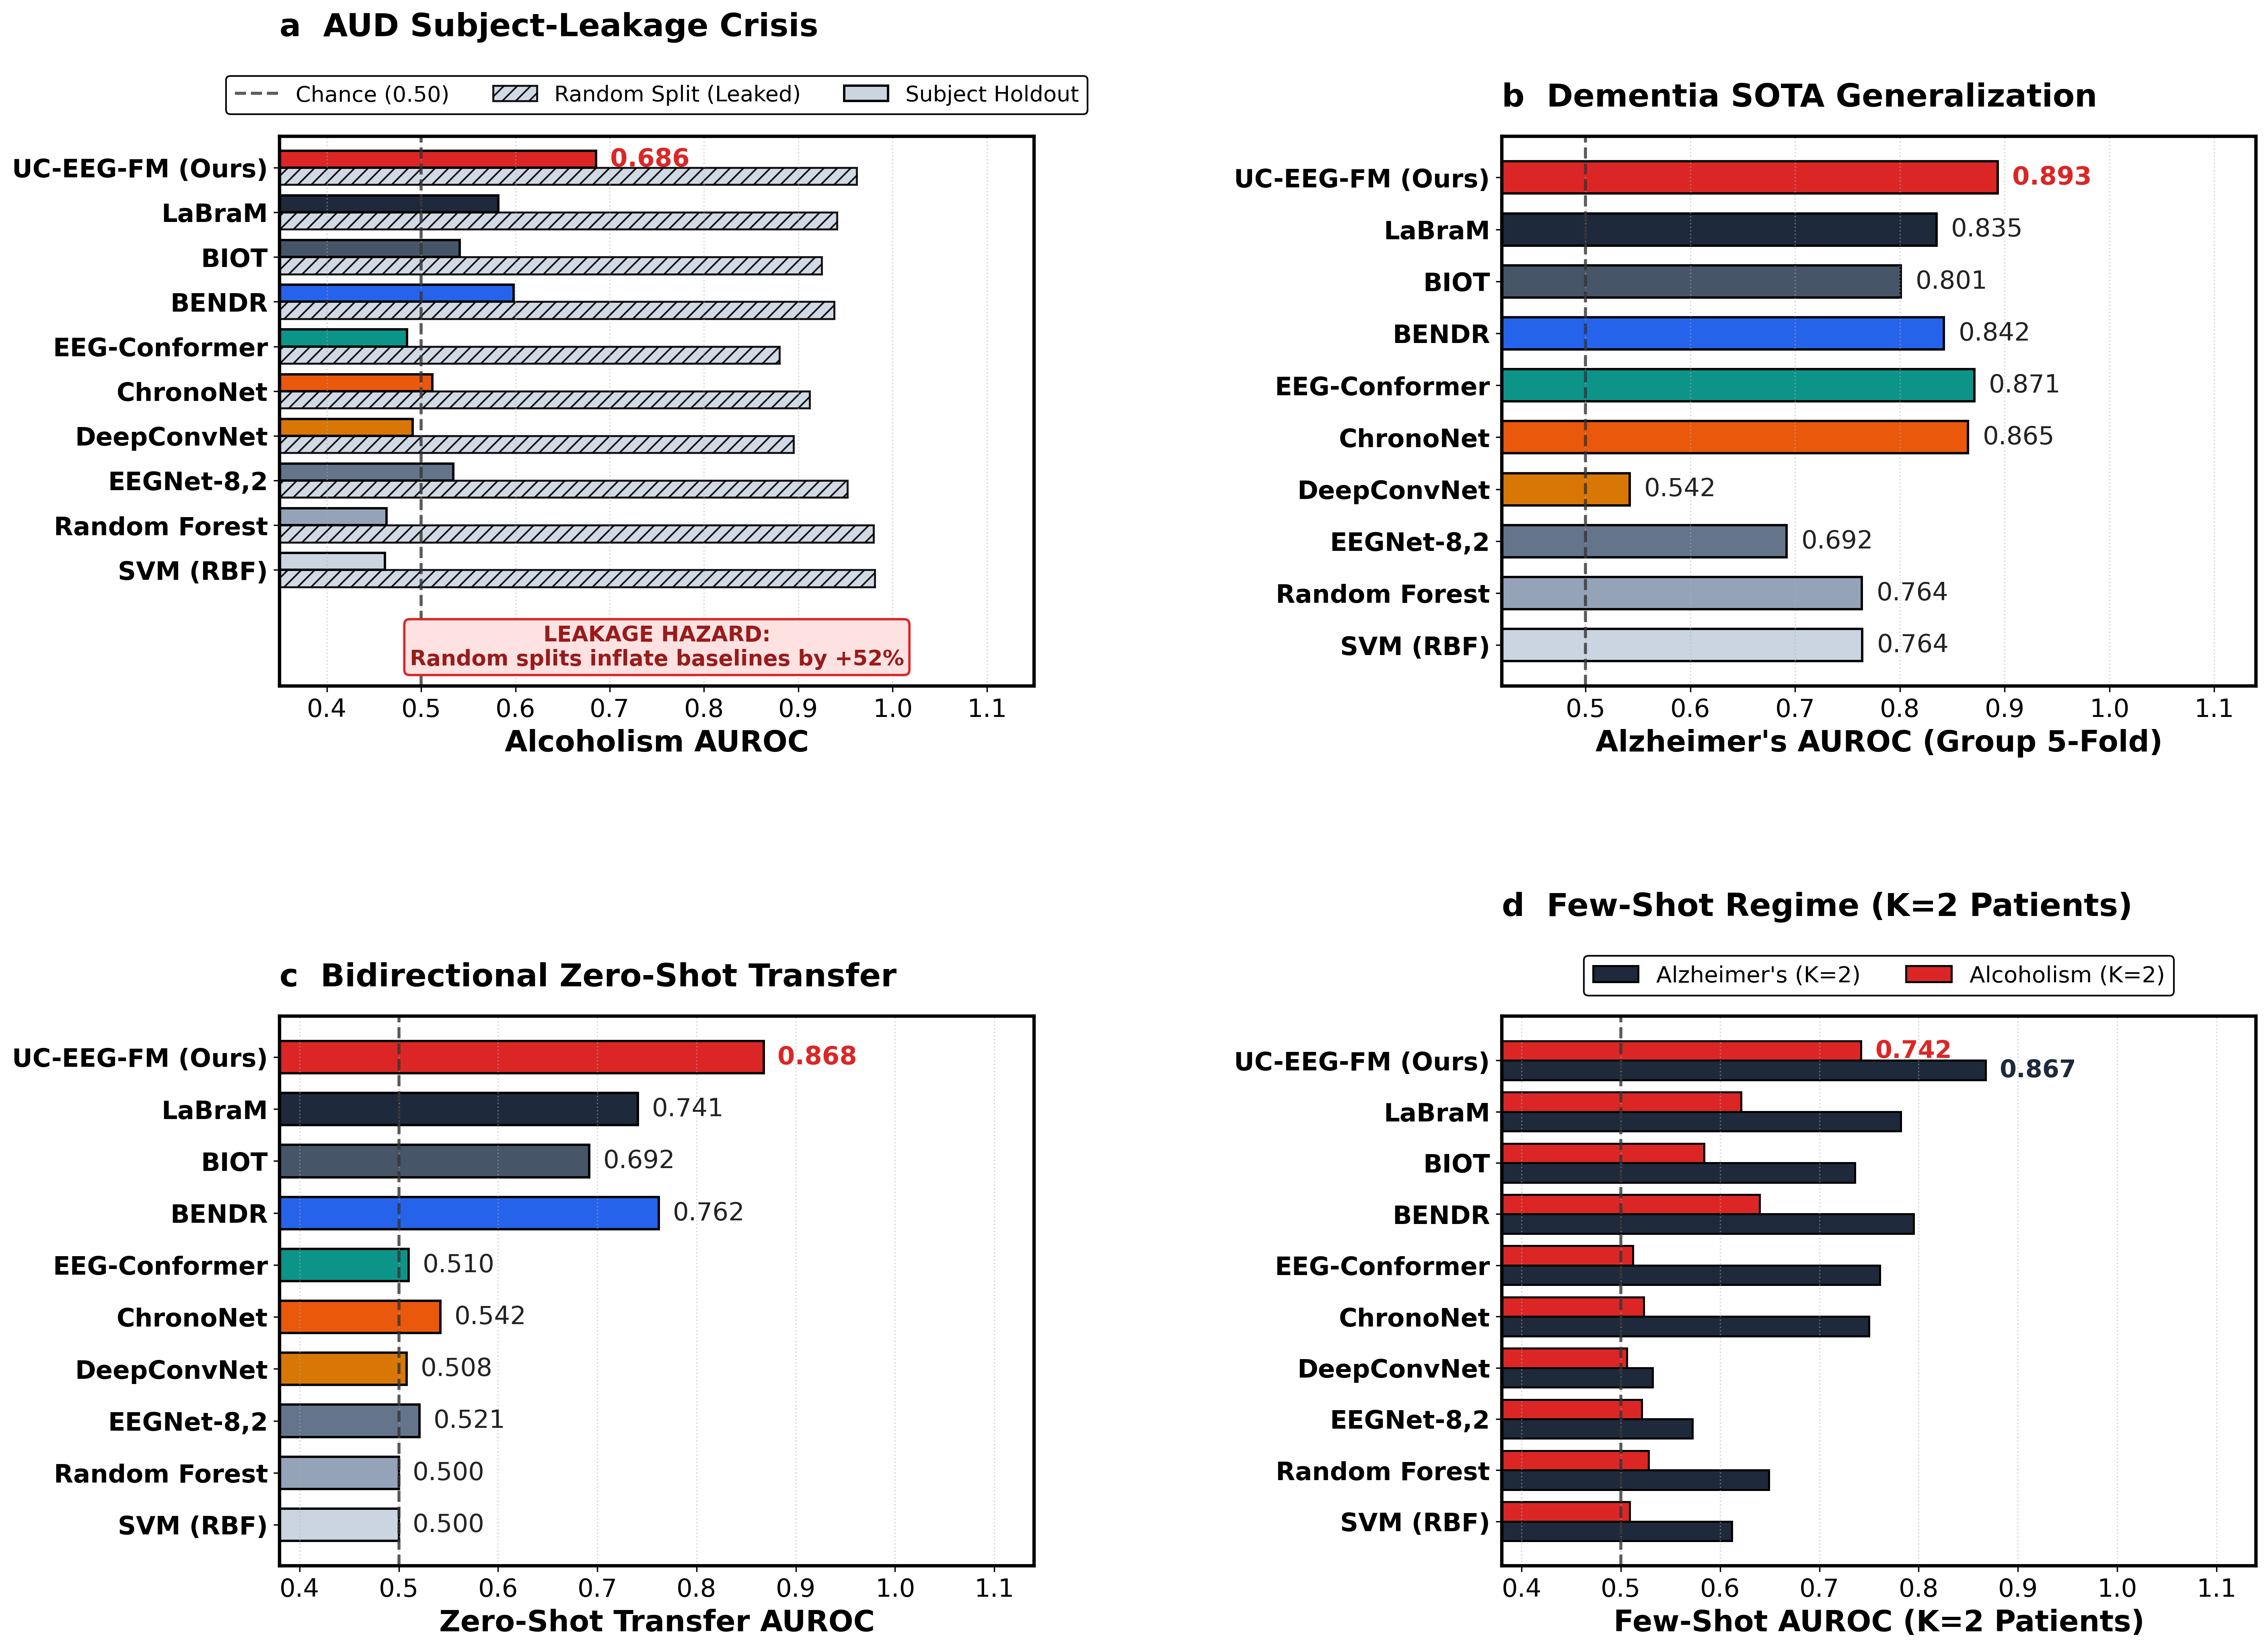 a  AUD Subject-Leakage Crisis
Chance (0.50)  Random Split (Leaked)  Subject Holdout
UC-EEG-FM (Ours)  0.686
LaBraM
BIOT
BENDR
EEG-Conformer
ChronoNet
DeepConvNet
EEGNet-8,2
Random Forest
SVM (RBF)
LEAKAGE HAZARD:
Random splits inflate baselines by +52%
0.4  0.5  0.6  0.7  0.8  0.9  1.0  1.1
Alcoholism AUROC
b  Dementia SOTA Generalization
UC-EEG-FM (Ours)  0.893
LaBraM  0.835
BIOT  0.801
BENDR  0.842
EEG-Conformer  0.871
ChronoNet  0.865
DeepConvNet  0.542
EEGNet-8,2  0.692
Random Forest  0.764
SVM (RBF)  0.764
0.5  0.6  0.7  0.8  0.9  1.0  1.1
Alzheimer's AUROC (Group 5-Fold)
c  Bidirectional Zero-Shot Transfer
UC-EEG-FM (Ours)  0.868
LaBraM  0.741
BIOT  0.692
BENDR  0.762
EEG-Conformer  0.510
ChronoNet  0.542
DeepConvNet  0.508
EEGNet-8,2  0.521
Random Forest  0.500
SVM (RBF)  0.500
0.4  0.5  0.6  0.7  0.8  0.9  1.0  1.1
Zero-Shot Transfer AUROC
d  Few-Shot Regime (K=2 Patients)
Alzheimer's (K=2)  Alcoholism (K=2)
UC-EEG-FM (Ours)  0.742
0.867
LaBraM
BIOT
BENDR
EEG-Conformer
ChronoNet
DeepConvNet
EEGNet-8,2
Random Forest
SVM (RBF)
0.4  0.5  0.6  0.7  0.8  0.9  1.0  1.1
Few-Shot AUROC (K=2 Patients)